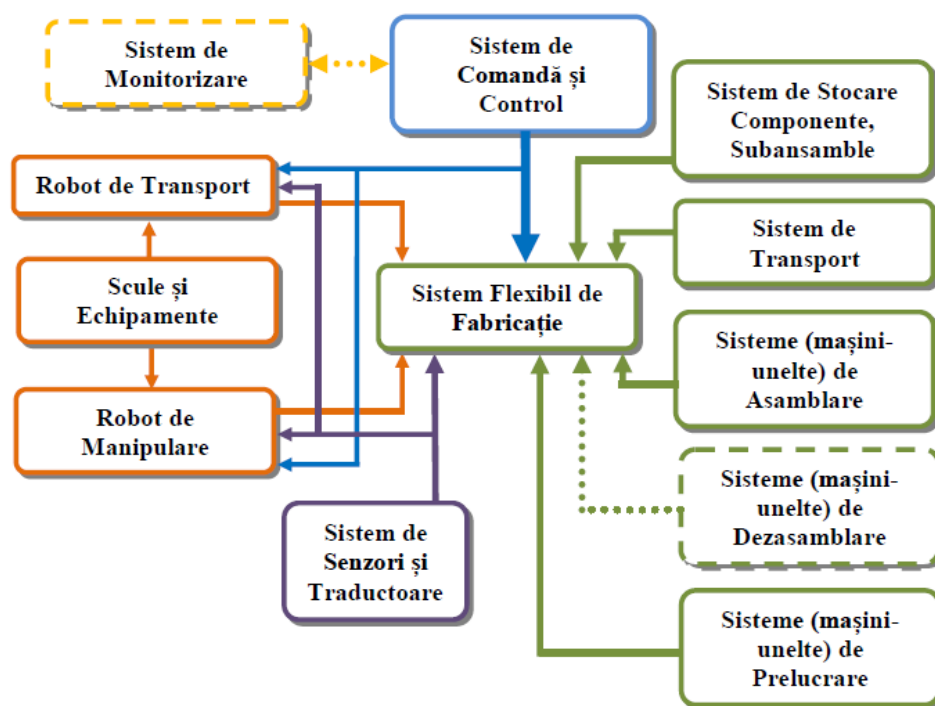 Sistem de
Monitorizare
Sistem de
Comandă și
Control
Sistem de Stocare
Componente,
Subansamble
Robot de Transport
Sistem de
Transport
Scule și
Echipamente
Sistem Flexibil de
Fabricație
Sisteme (mașini-
unelte) de
Asamblare
Robot de
Manipulare
Sisteme (mașini-
unelte) de
Dezasamblare
Sistem de
Senzori și
Traductoare
Sisteme (mașini-
unelte) de
Prelucrare